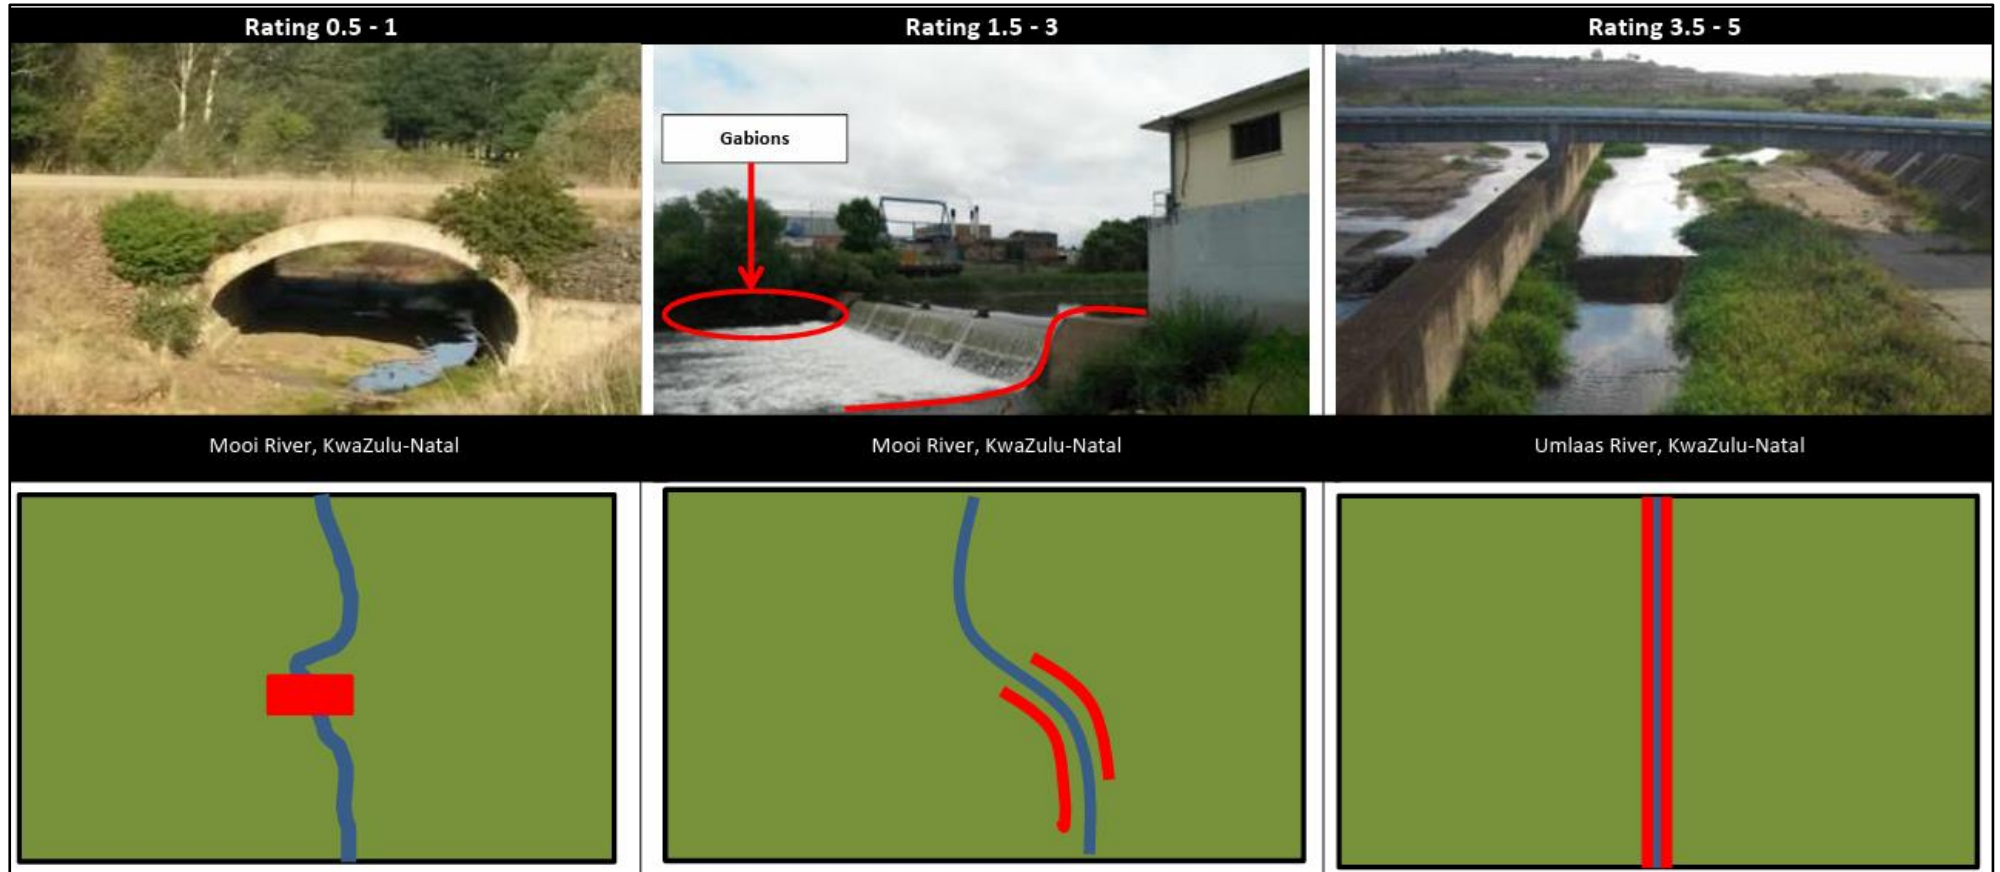 Rating 0.5 - 1
Rating 1.5 - 3
Rating 3.5 - 5
Gabions
Mooi River, KwaZulu-Natal
Mooi River, KwaZulu-Natal
Umlaas River, KwaZulu-Natal